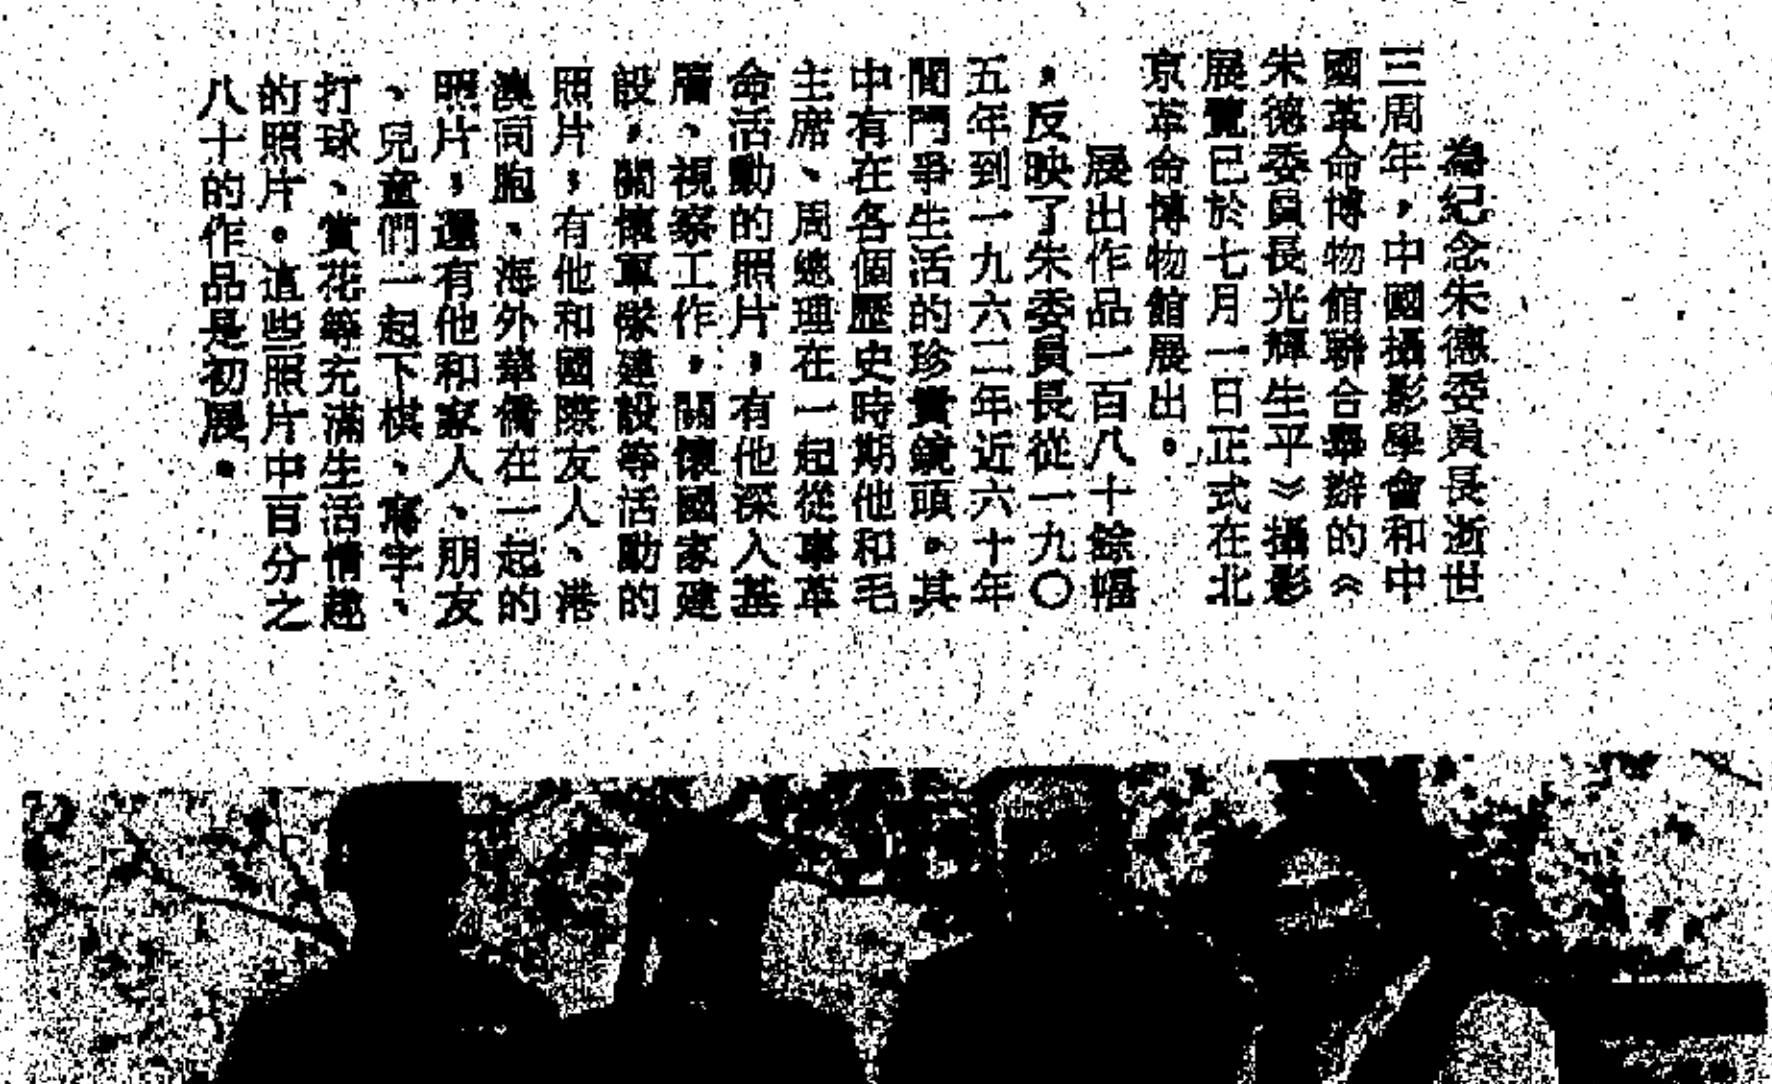 為紀念朱德委員長逝世
三周年，中國攝影學會和中
國革命博物館聯合舉辦的《
朱德委員長光輝生平》攝影
展覽已於七月一日正式在北
京革命博物館展出。
展出作品一百八十餘幅
，反映了朱委員長從一九〇
五年到一九六二年近六十年
間鬥爭生活的珍貴鏡頭。其
中有在各個歷史時期他和毛
主席、周總理在一起從事革
命活動的照片，有他深入基
層、視察工作，關懷國家建
設，關懷軍隊建設等活動的
照片，有他和國際友人、港
澳同胞、海外華僑在一起的
照片，還有他和家人、朋友
、兒童們一起下棋、寫字、
打球、賞花等充滿生活情趣
的照片。這些照片中百分之
八十的作品是初展。